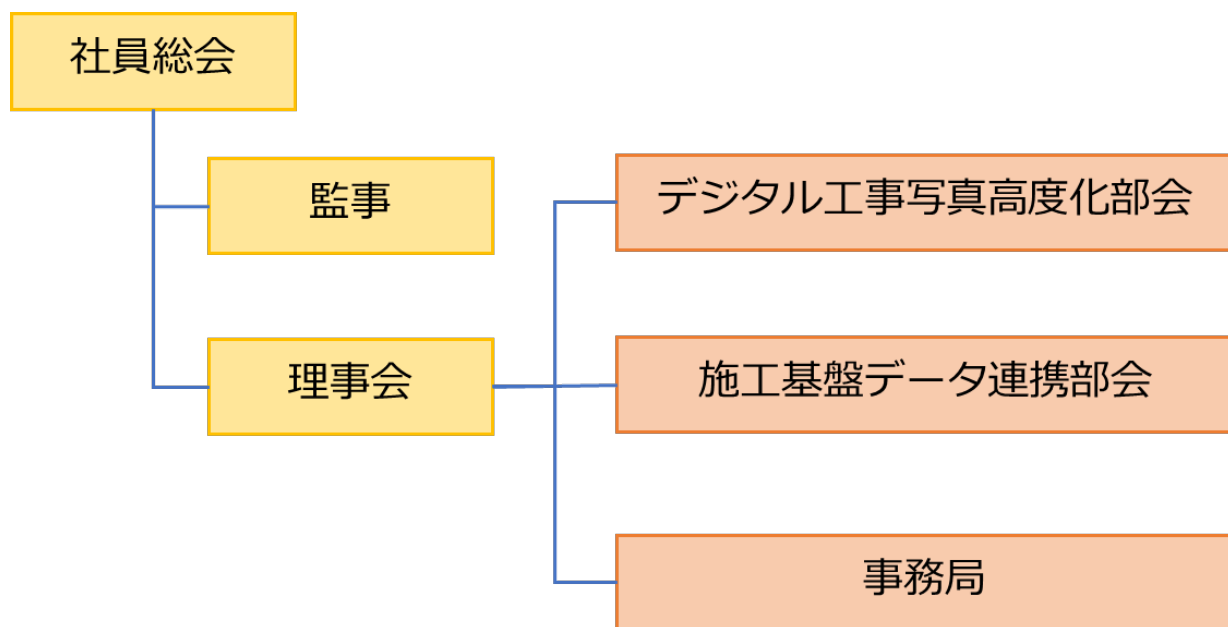 社員総会
監事
理事会
デジタル工事写真高度化部会
施工基盤データ連携部会
事務局